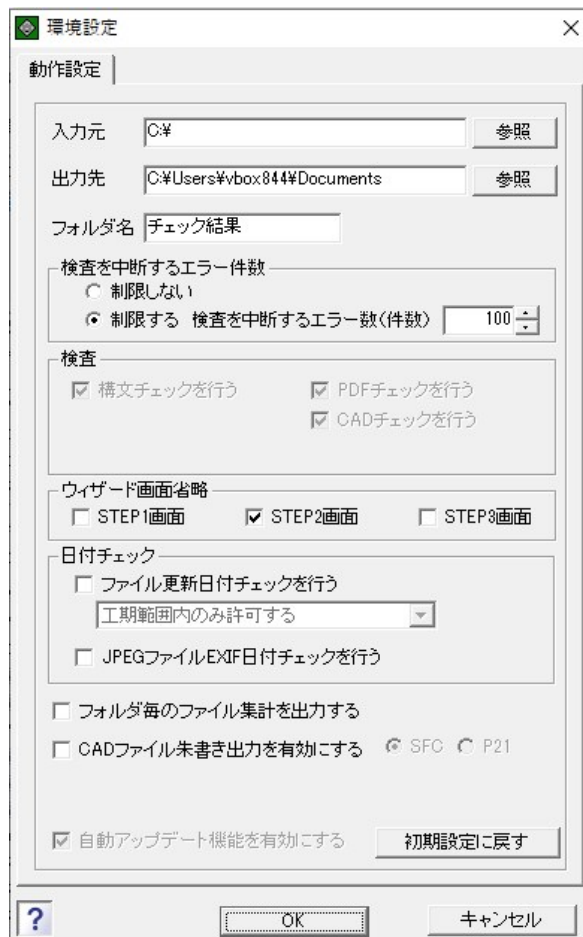 環境設定
動作設定
入力元 C:¥ 参照
出力先 C:¥Users¥vbox844¥Documents 参照
フォルダ名 チェック結果
検査を中断するエラー件数
制限しない
制限する 検査を中断するエラー数(件数) 100
検査
構文チェックを行う PDFチェックを行う
CADチェックを行う
ウィザード画面省略
STEP1画面 STEP2画面 STEP3画面
日付チェック
ファイル更新日付チェックを行う
工期範囲内のみ許可する
JPEGファイルEXIF日付チェックを行う
フォルダ毎のファイル集計を出力する
CADファイル朱書き出力を有効にする SFC P21
自動アップデート機能を有効にする 初期設定に戻す
? OK キャンセル